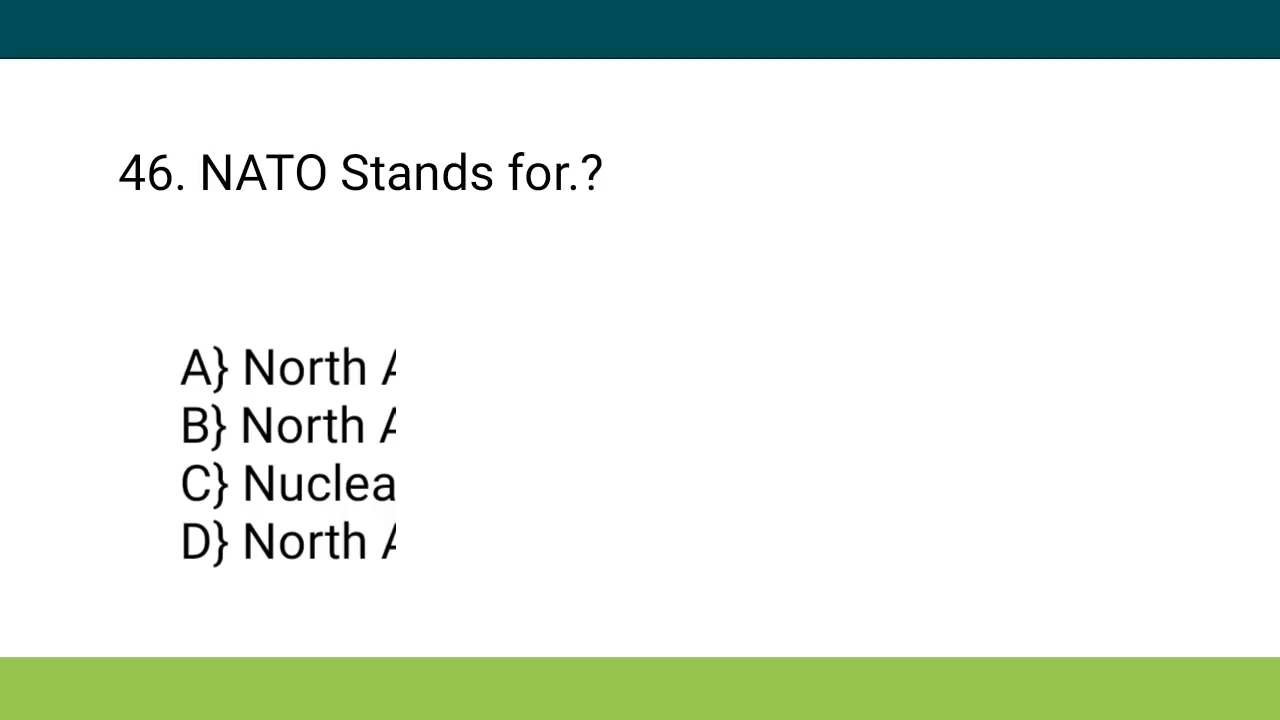 46. NATO Stands for.?
A} North
B} North
C} Nuclea
D} North